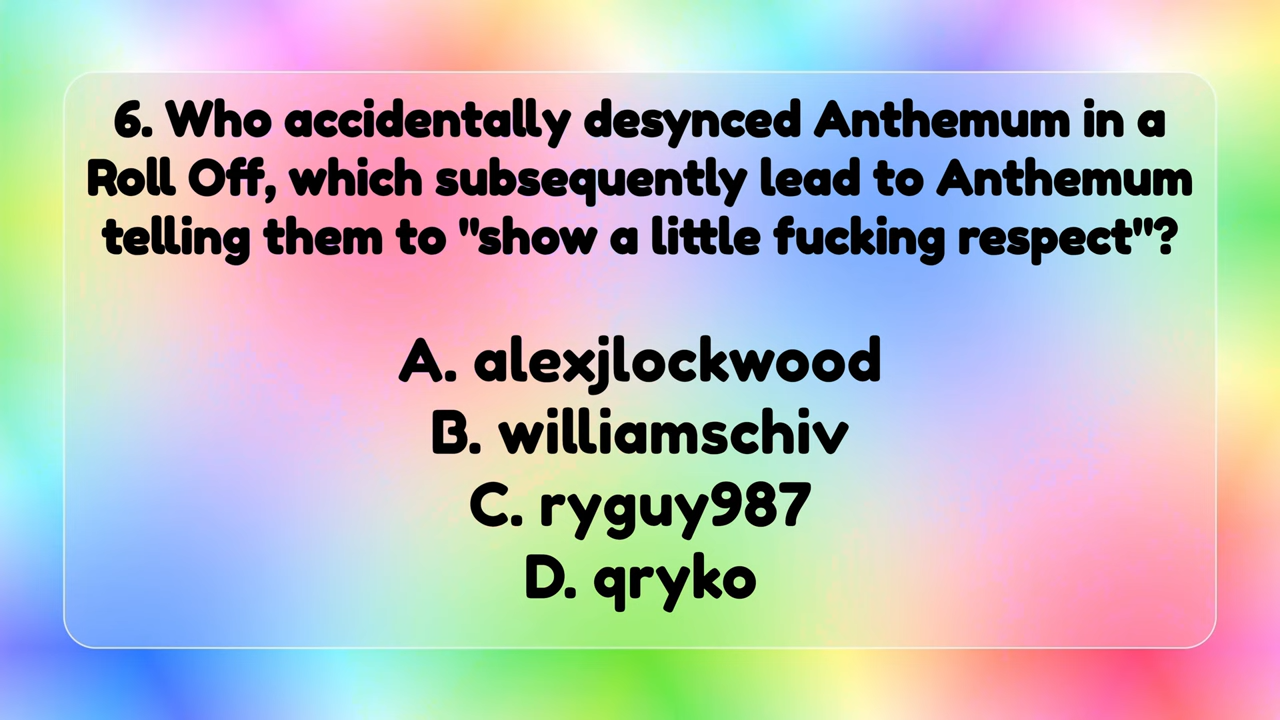 6. Who accidentally desynced Anthemum in a
Roll Off, which subsequently lead to Anthemum
telling them to "show a little fucking respect"?
A. alexjlockwood
B. williamschiv
C. ryguy987
D. qryko